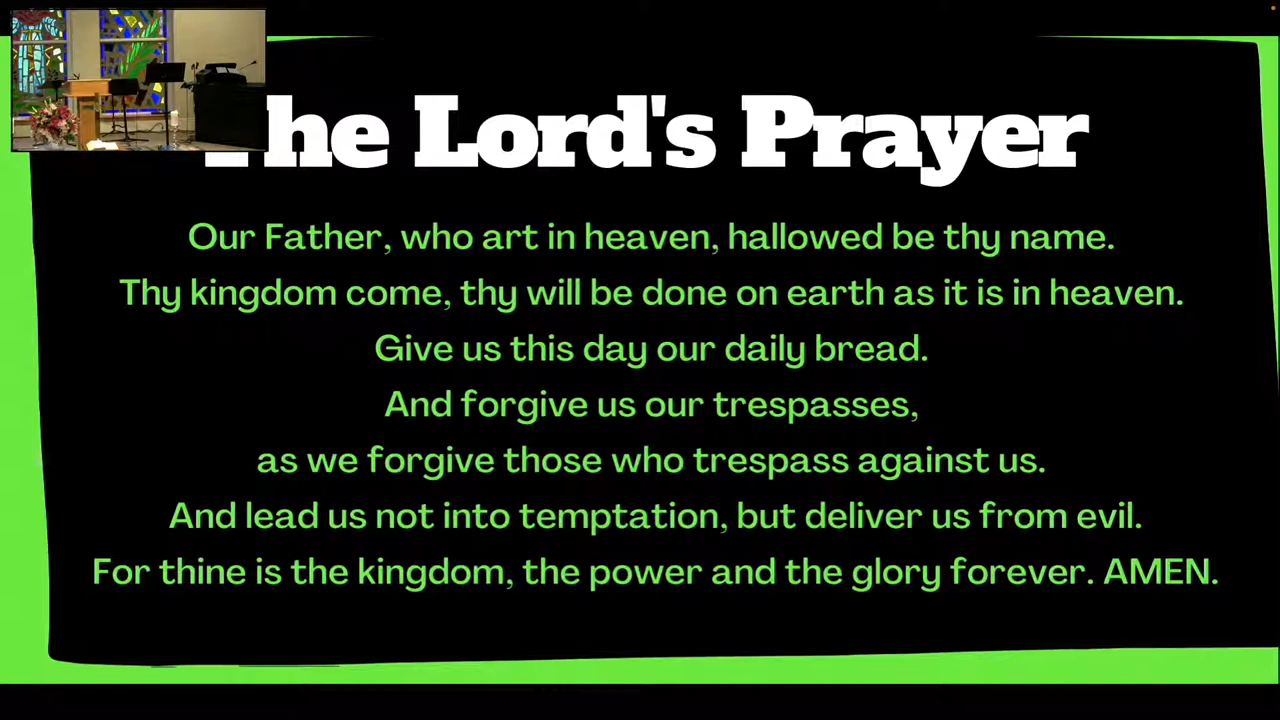 The Lord's Prayer
Our Father, who art in heaven, hallowed be thy name.
Thy kingdom come, thy will be done on earth as it is in heaven.
Give us this day our daily bread.
And forgive us our trespasses,
as we forgive those who trespass against us.
And lead us not into temptation, but deliver us from evil.
For thine is the kingdom, the power and the glory forever. AMEN.